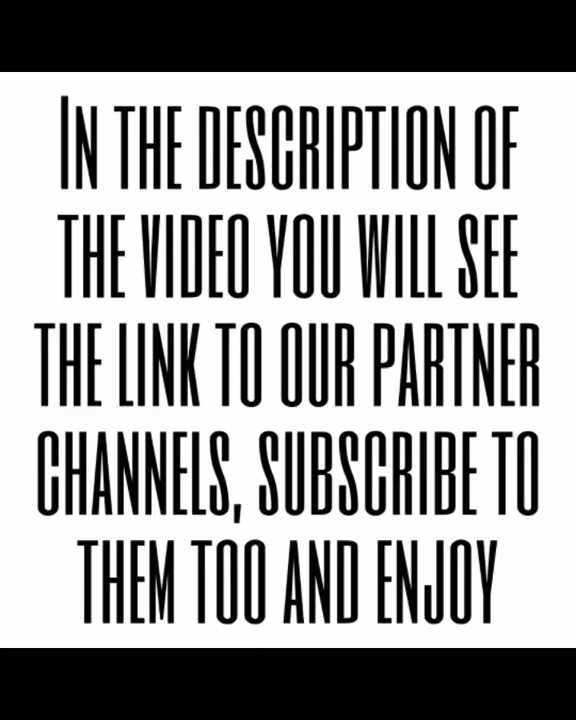 In the description of
the video you will see
the link to our partner
channels, subscribe to
them too and enjoy